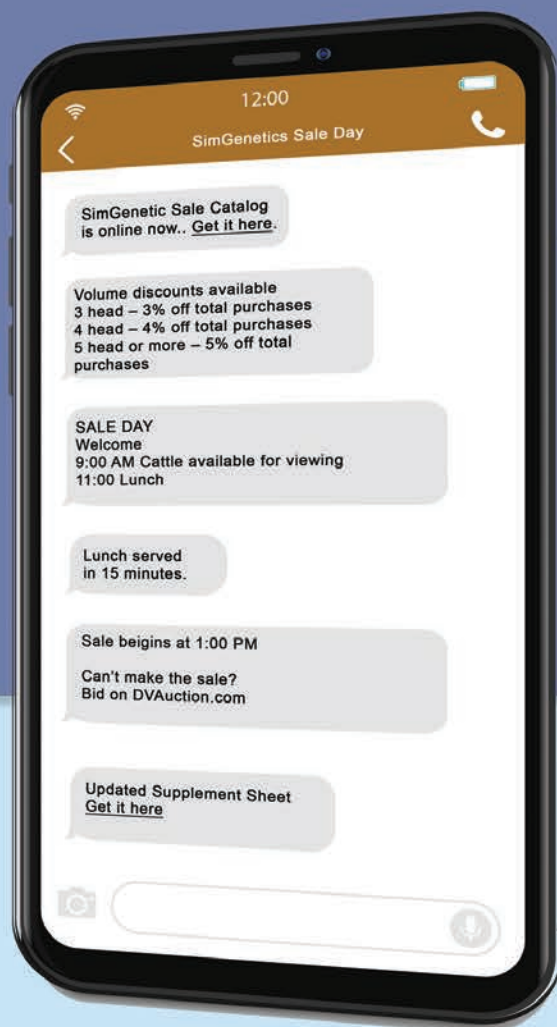 12:00
SimGenetics Sale Day
SimGenetic Sale Catalog
is online now.. Get it here.
Volume discounts available
3 head – 3% off total purchases
4 head – 4% off total purchases
5 head or more – 5% off total
purchases
SALE DAY
Welcome
9:00 AM Cattle available for viewing
11:00 Lunch
Lunch served
in 15 minutes.
Sale beigins at 1:00 PM
Can't make the sale?
Bid on DVAuction.com
Updated Supplement Sheet
Get it here